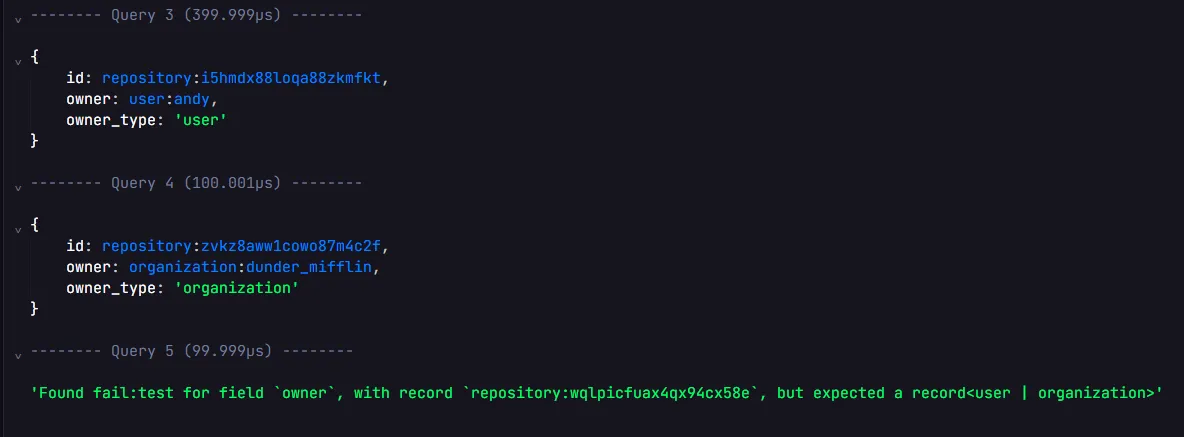 -------- Query 3 (399.999µs) --------
{
    id: repository:i5hmdx88loqa88zkmfkt,
    owner: user:andy,
    owner_type: 'user'
}
-------- Query 4 (100.001µs) --------
{
    id: repository:zvkz8aww1cowo87m4c2f,
    owner: organization:dunder_mifflin,
    owner_type: 'organization'
}
-------- Query 5 (99.999µs) --------
'Found fail:test for field `owner`, with record `repository:wqlpicfuax4qx94cx58e`, but expected a record<user | organization>'